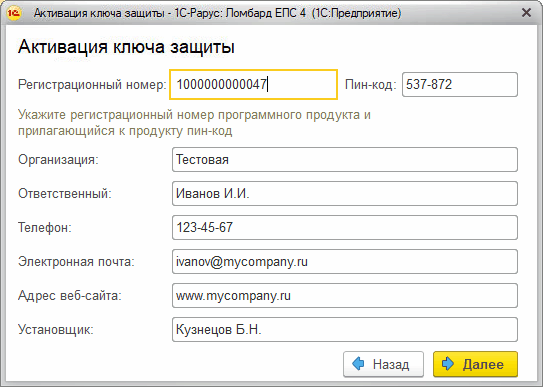 Активация ключа защиты - 1С-Рарус: Ломбард ЕПС 4 (1С:Предприятие)
Активация ключа защиты
Регистрационный номер: 1000000000047 Пин-код: 537-872
Укажите регистрационный номер программного продукта и
прилагающийся к продукту пин-код
Организация: Тестовая
Ответственный: Иванов И.И.
Телефон: 123-45-67
Электронная почта: ivanov@mycompany.ru
Адрес веб-сайта: www.mycompany.ru
Установщик: Кузнецов Б.Н.
Назад Далее